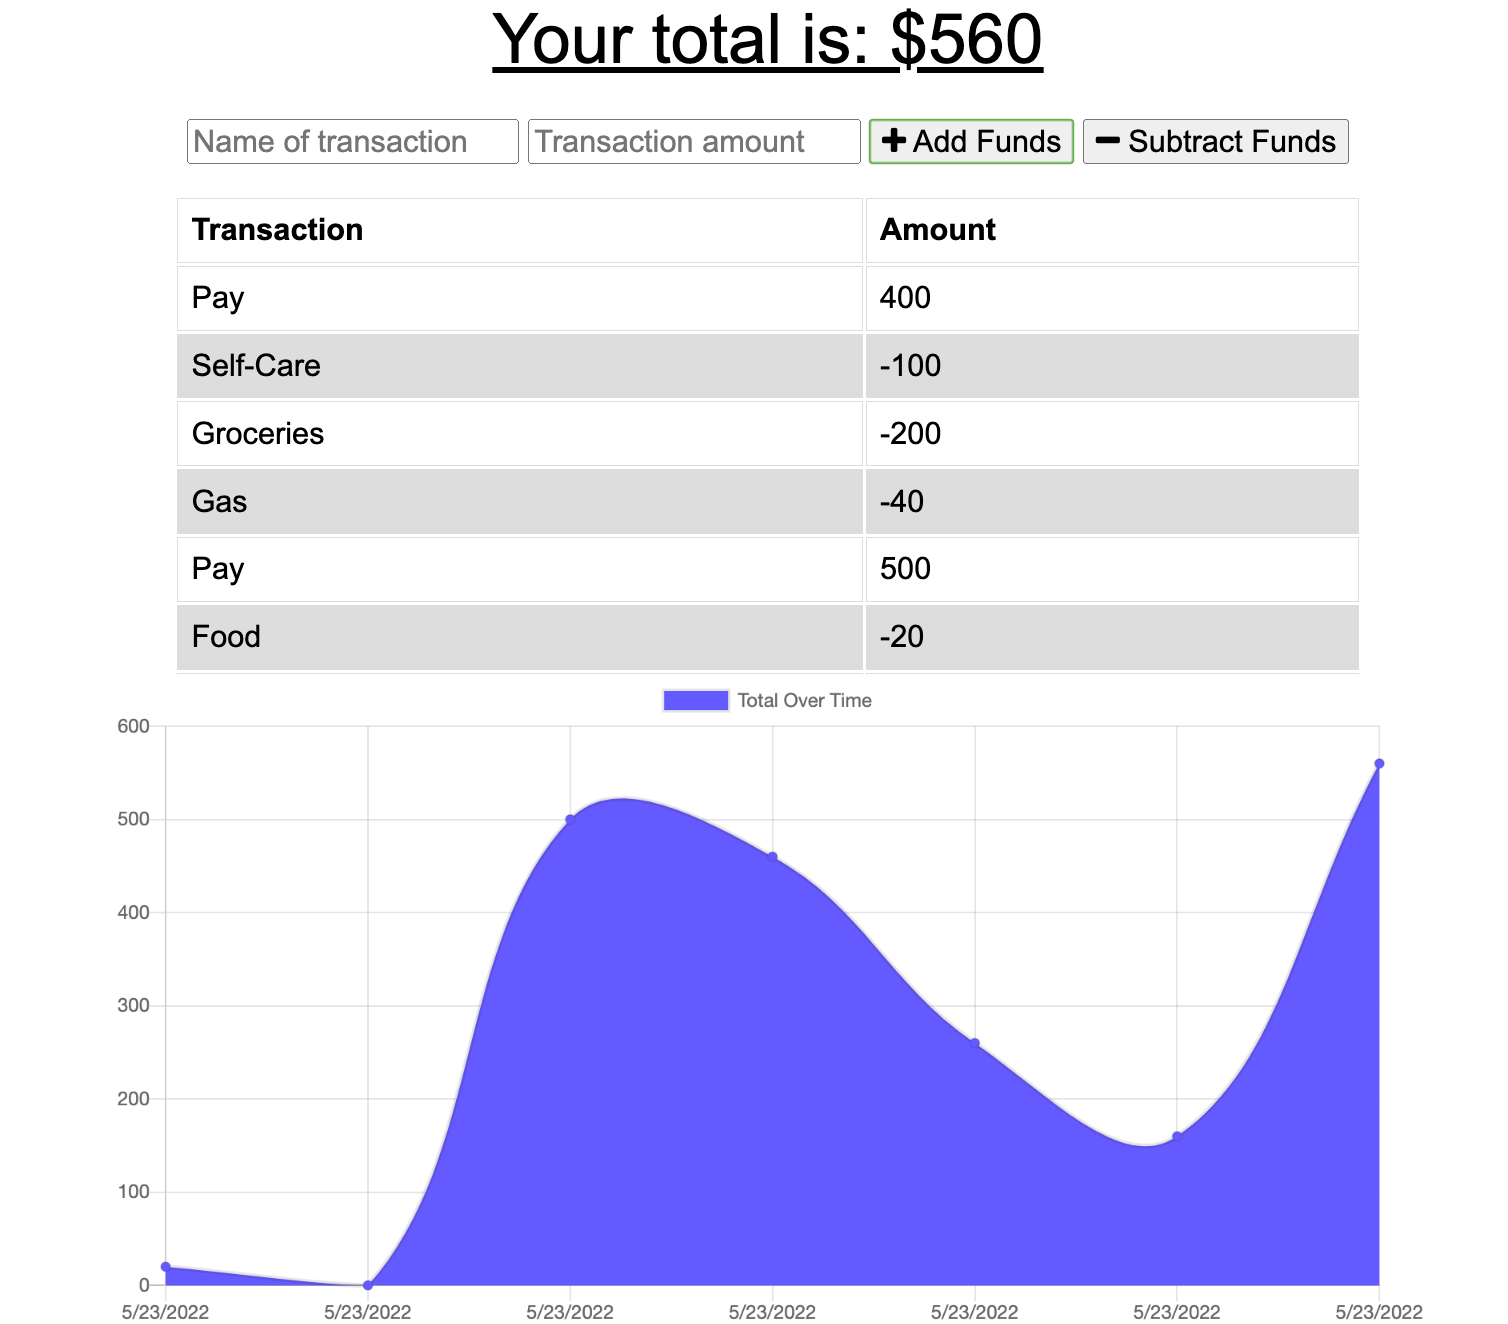 Your total is: $560
Name of transaction Transaction amount Add Funds Subtract Funds
Transaction Amount
Pay 400
Self-Care -100
Groceries -200
Gas -40
Pay 500
Food -20
Total Over Time
600
500
400
300
200
100
0
5/23/2022 5/23/2022 5/23/2022 5/23/2022 5/23/2022 5/23/2022 5/23/2022